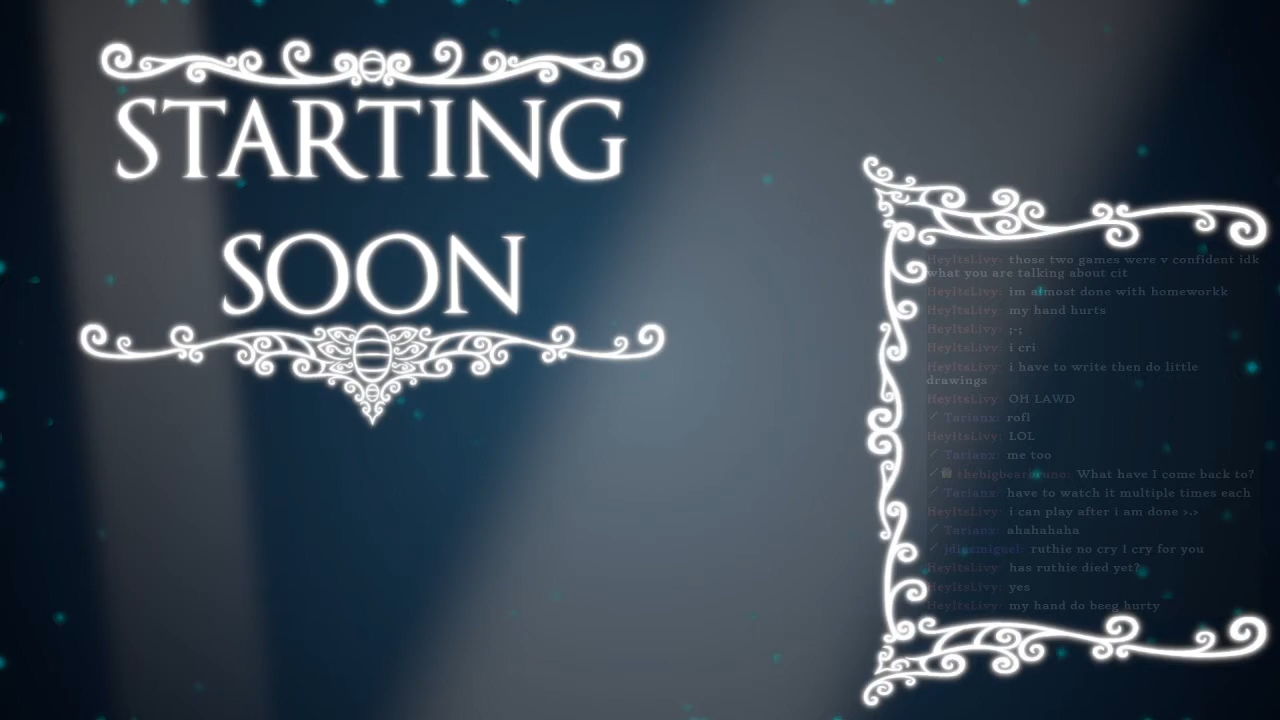 STARTING
SOON
HeyItsLivy: those two games were v confident idk
what you are talking about cit
HeyItsLivy: im almost done with homeworkk
HeyItsLivy: my hand hurts
HeyItsLivy: ;-;
HeyItsLivy: i cri
HeyItsLivy: i have to write then do little
drawings
HeyItsLivy: OH LAWD
Tarianx: rofl
HeyItsLivy: LOL
Tarianx: me too
thebigbearbruno: What have I come back to?
Tarianx: have to watch it multiple times each
HeyItsLivy: i can play after i am done >.>
Tarianx: ahahahaha
jdiazmiguel: ruthie no cry I cry for you
HeyItsLivy: has ruthie died yet?
HeyItsLivy: yes
HeyItsLivy: my hand do beeg hurty